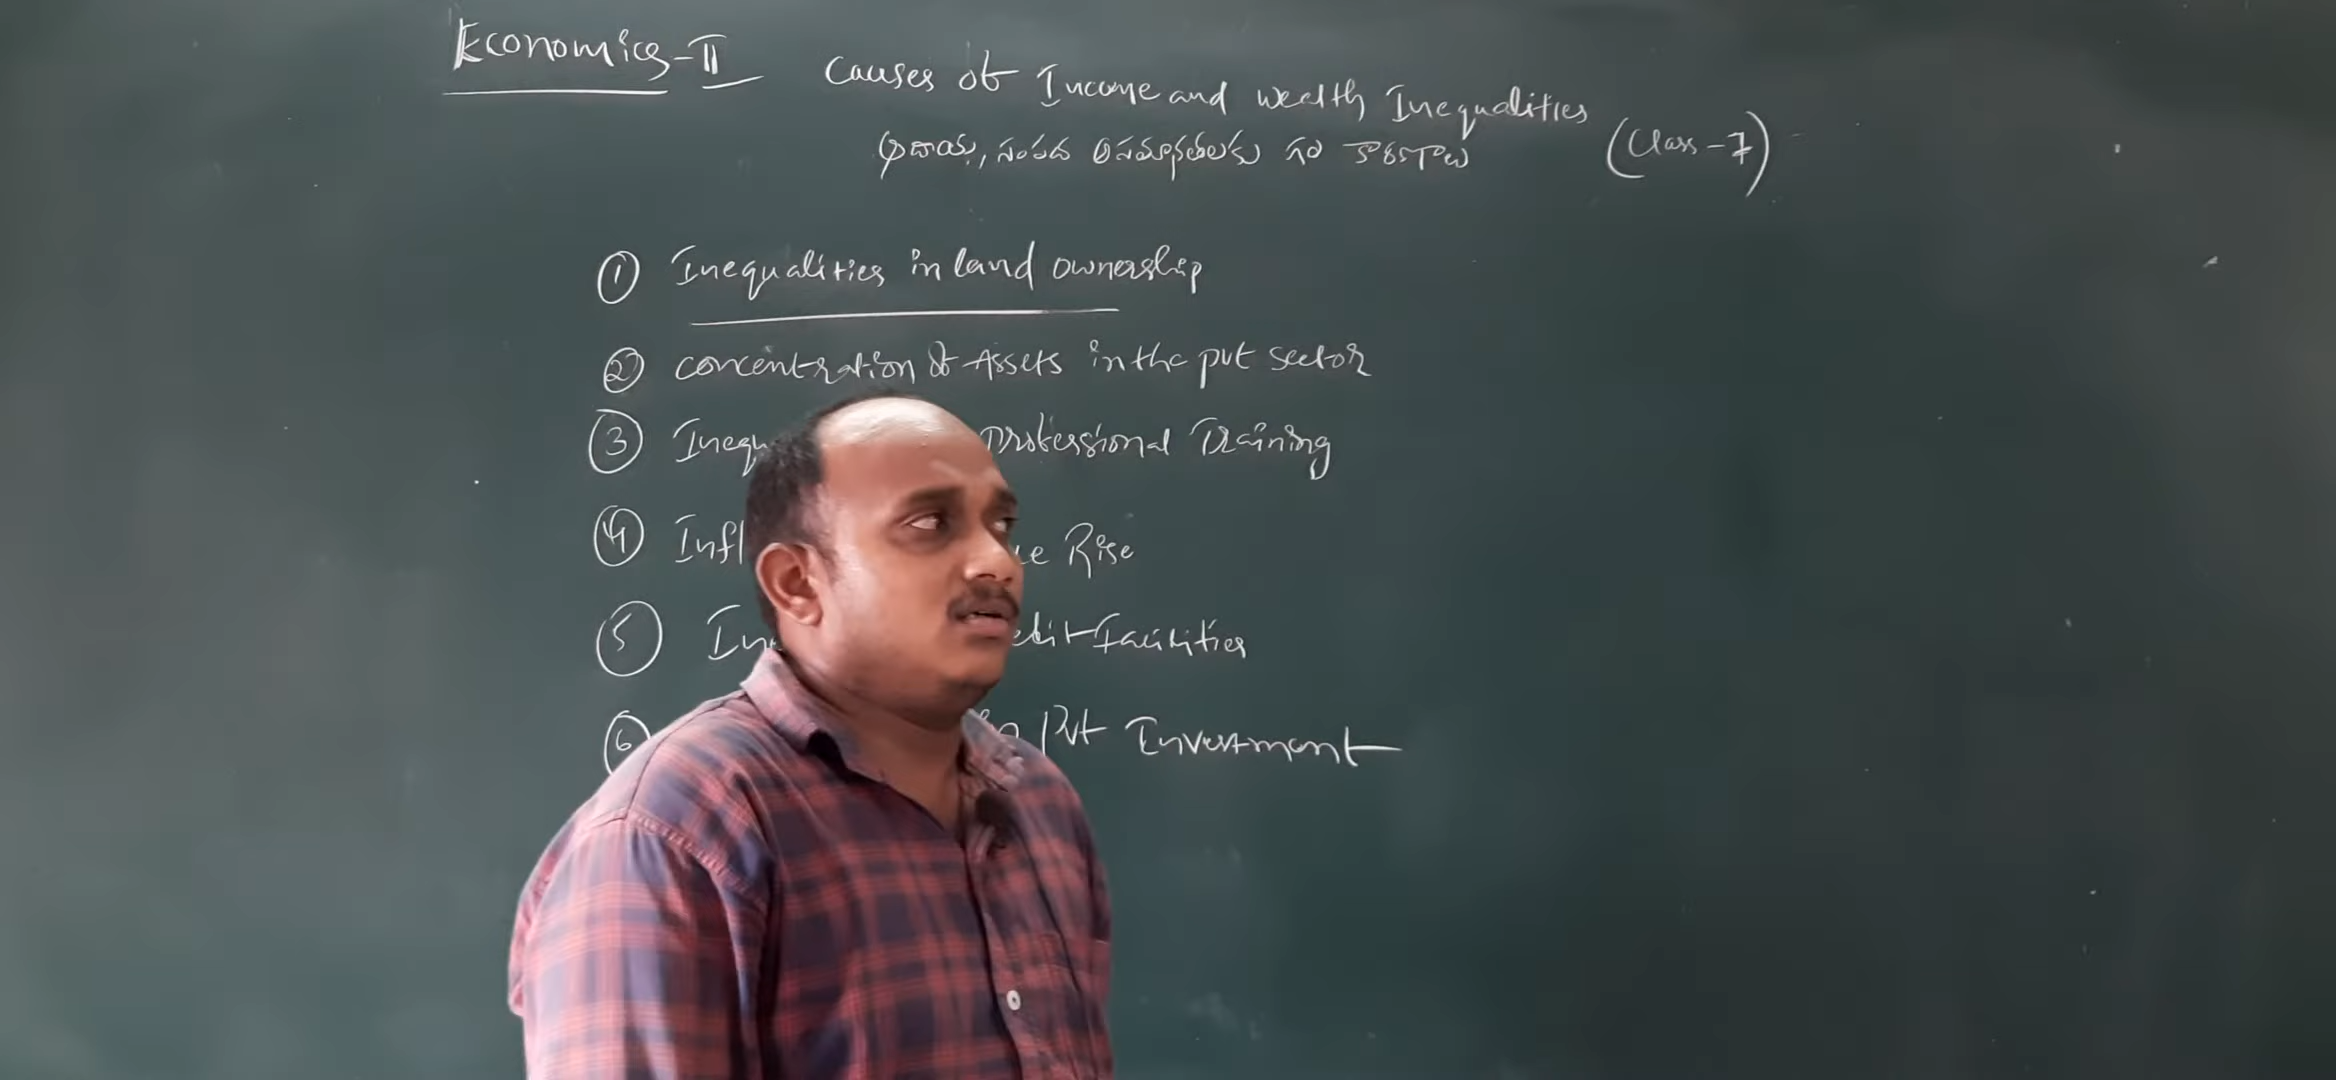 Economics-II
Causes of Income and Wealth Inequalities
ఆదాయ, సంపద అసమానతలకు గల కారణాలు (Class-7)
① Inequalities in land ownership
② Concentration of Assets in the pvt sector
③ Professional Training
④ Rise
⑤ Facilities
⑥ Pvt Investment